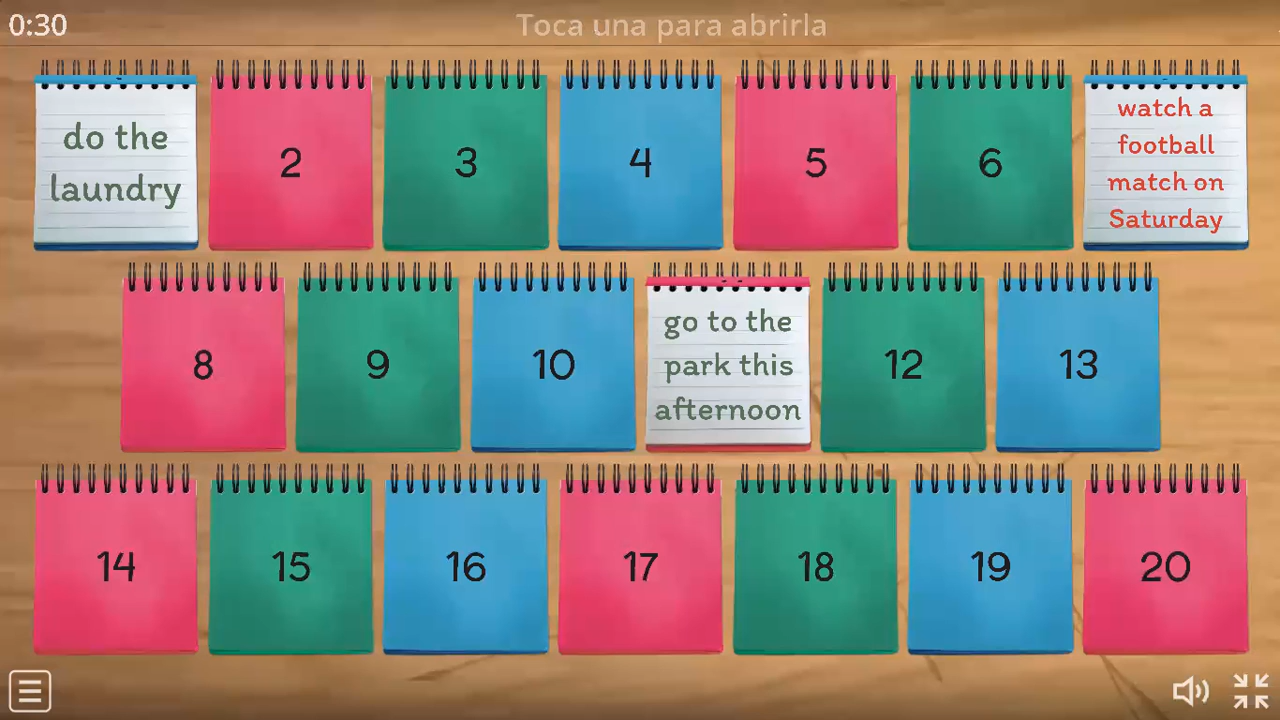 0:30
Toca una para abrirla
do the
laundry
2
3
4
5
6
watch a
football
match on
Saturday
8
9
10
go to the
park this
afternoon
12
13
14
15
16
17
18
19
20